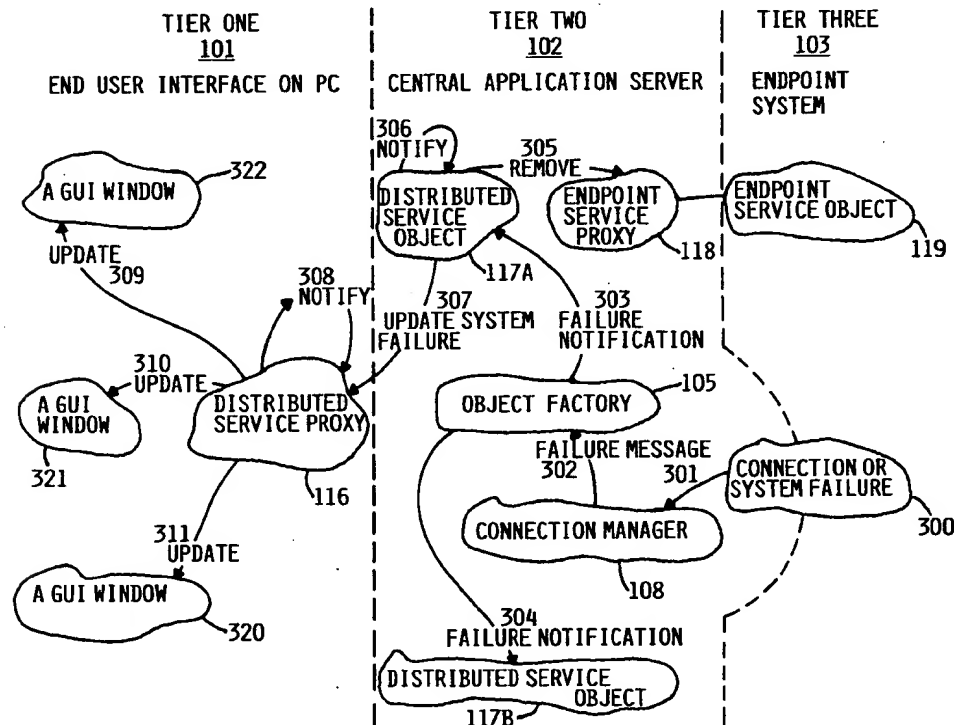 TIER ONE
101
END USER INTERFACE ON PC
TIER TWO
102
CENTRAL APPLICATION SERVER
TIER THREE
103
ENDPOINT
SYSTEM
306
NOTIFY
305
REMOVE
A GUI WINDOW
322
DISTRIBUTED
SERVICE
OBJECT
117A
ENDPOINT
SERVICE
PROXY
118
ENDPOINT
SERVICE OBJECT
119
UPDATE
309
308
NOTIFY
307
UPDATE SYSTEM
FAILURE
303
FAILURE
NOTIFICATION
310
UPDATE
A GUI
WINDOW
321
DISTRIBUTED
SERVICE PROXY
116
OBJECT FACTORY
105
FAILURE MESSAGE
302
301
CONNECTION OR
SYSTEM FAILURE
300
CONNECTION MANAGER
108
311
UPDATE
A GUI WINDOW
320
304
FAILURE NOTIFICATION
DISTRIBUTED SERVICE
OBJECT
117B